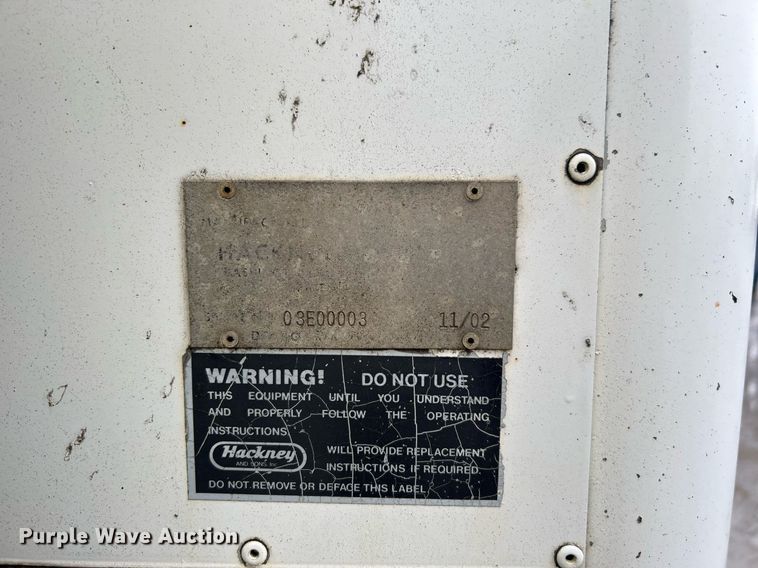 HACKNEY
03E00003 11/02
WARNING! DO NOT USE
THIS EQUIPMENT UNTIL YOU UNDERSTAND
AND PROPERLY FOLLOW THE OPERATING
INSTRUCTIONS.
Hackney
AND SONS, Inc.
WILL PROVIDE REPLACEMENT
INSTRUCTIONS IF REQUIRED.
DO NOT REMOVE OR DEFACE THIS LABEL
Purple Wave Auction